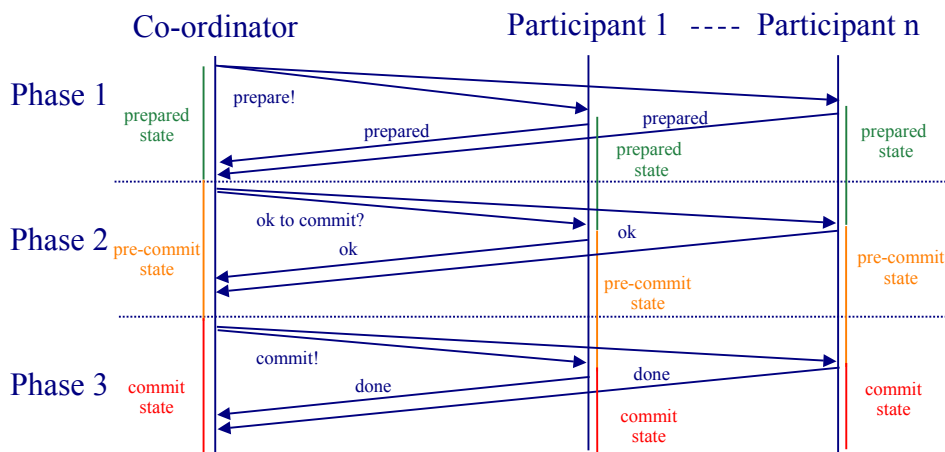 Co-ordinator
Participant 1 ---- Participant n
Phase 1
prepare!
prepared
state
prepared
prepared
prepared
state
prepared
state
Phase 2
ok to commit?
ok
ok
pre-commit
state
pre-commit
state
pre-commit
state
Phase 3
commit!
done
done
commit
state
commit
state
commit
state